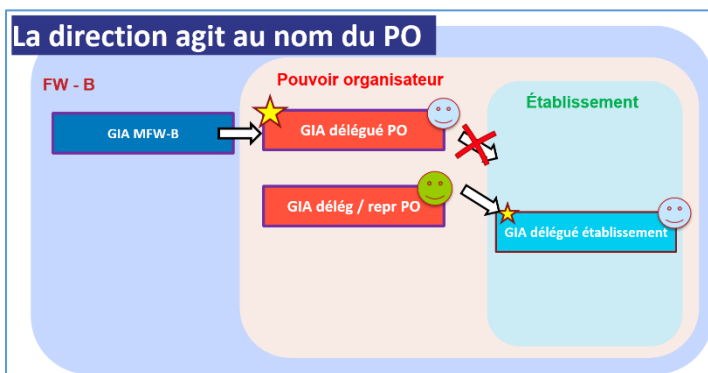 La direction agit au nom du PO
FW - B
Pouvoir organisateur
Établissement
GIA MFW-B
GIA délégué PO
GIA délég / repr PO
GIA délégué établissement